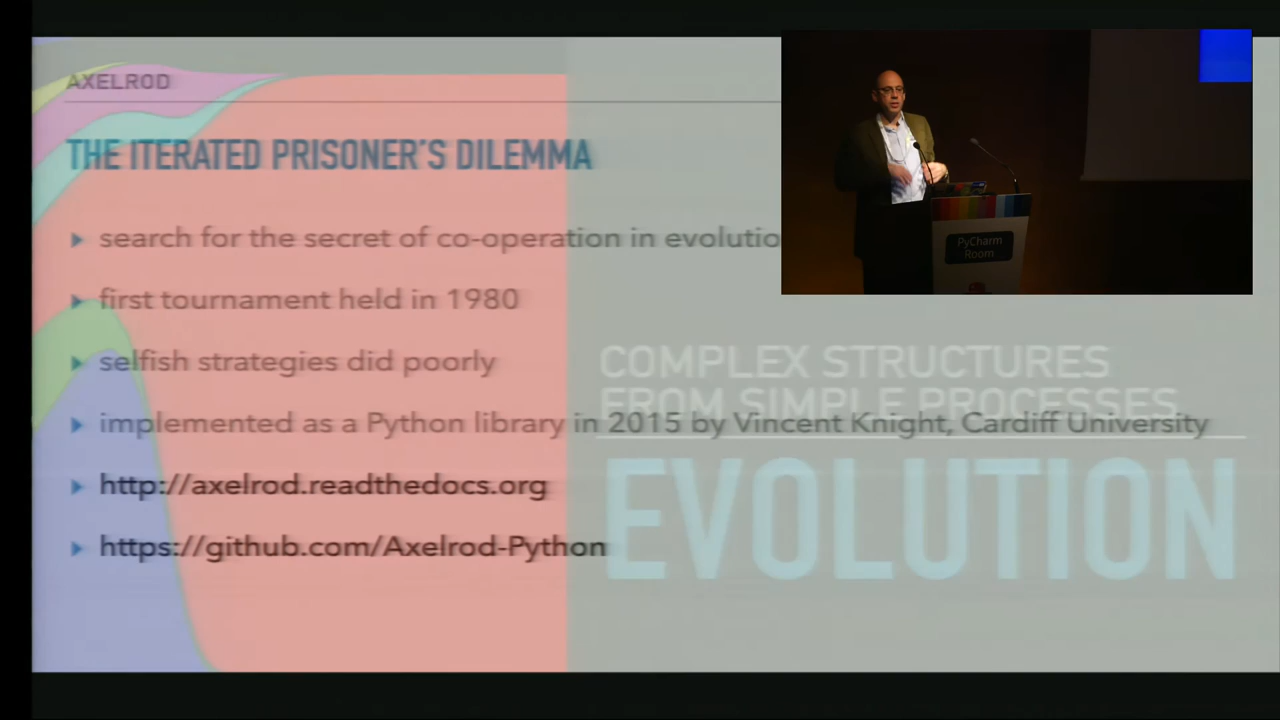 AXELROD
THE ITERATED PRISONER'S DILEMMA
search for the secret of co-operation in evolutio
first tournament held in 1980
selfish strategies did poorly
implemented as a Python library in 2015 by Vincent Knight, Cardiff University
http://axelrod.readthedocs.org
https://github.com/Axelrod-Python
COMPLEX STRUCTURES
FROM SIMPLE PROCESSES
EVOLUTION
PyCharm
Room